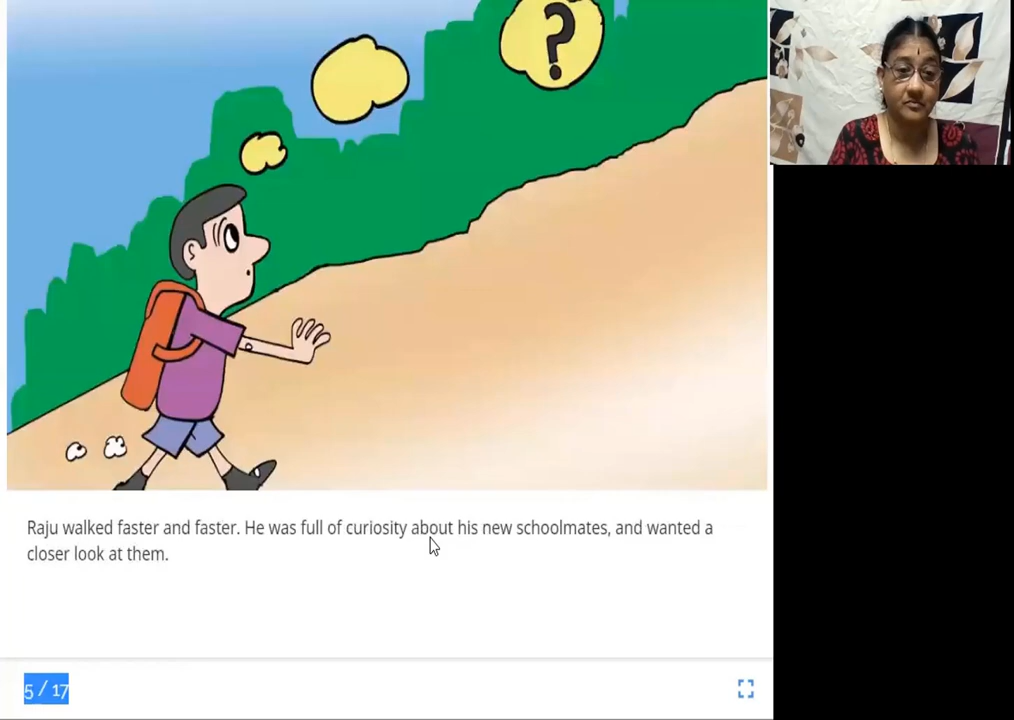 ?
Raju walked faster and faster. He was full of curiosity about his new schoolmates, and wanted a
closer look at them.
5 / 17